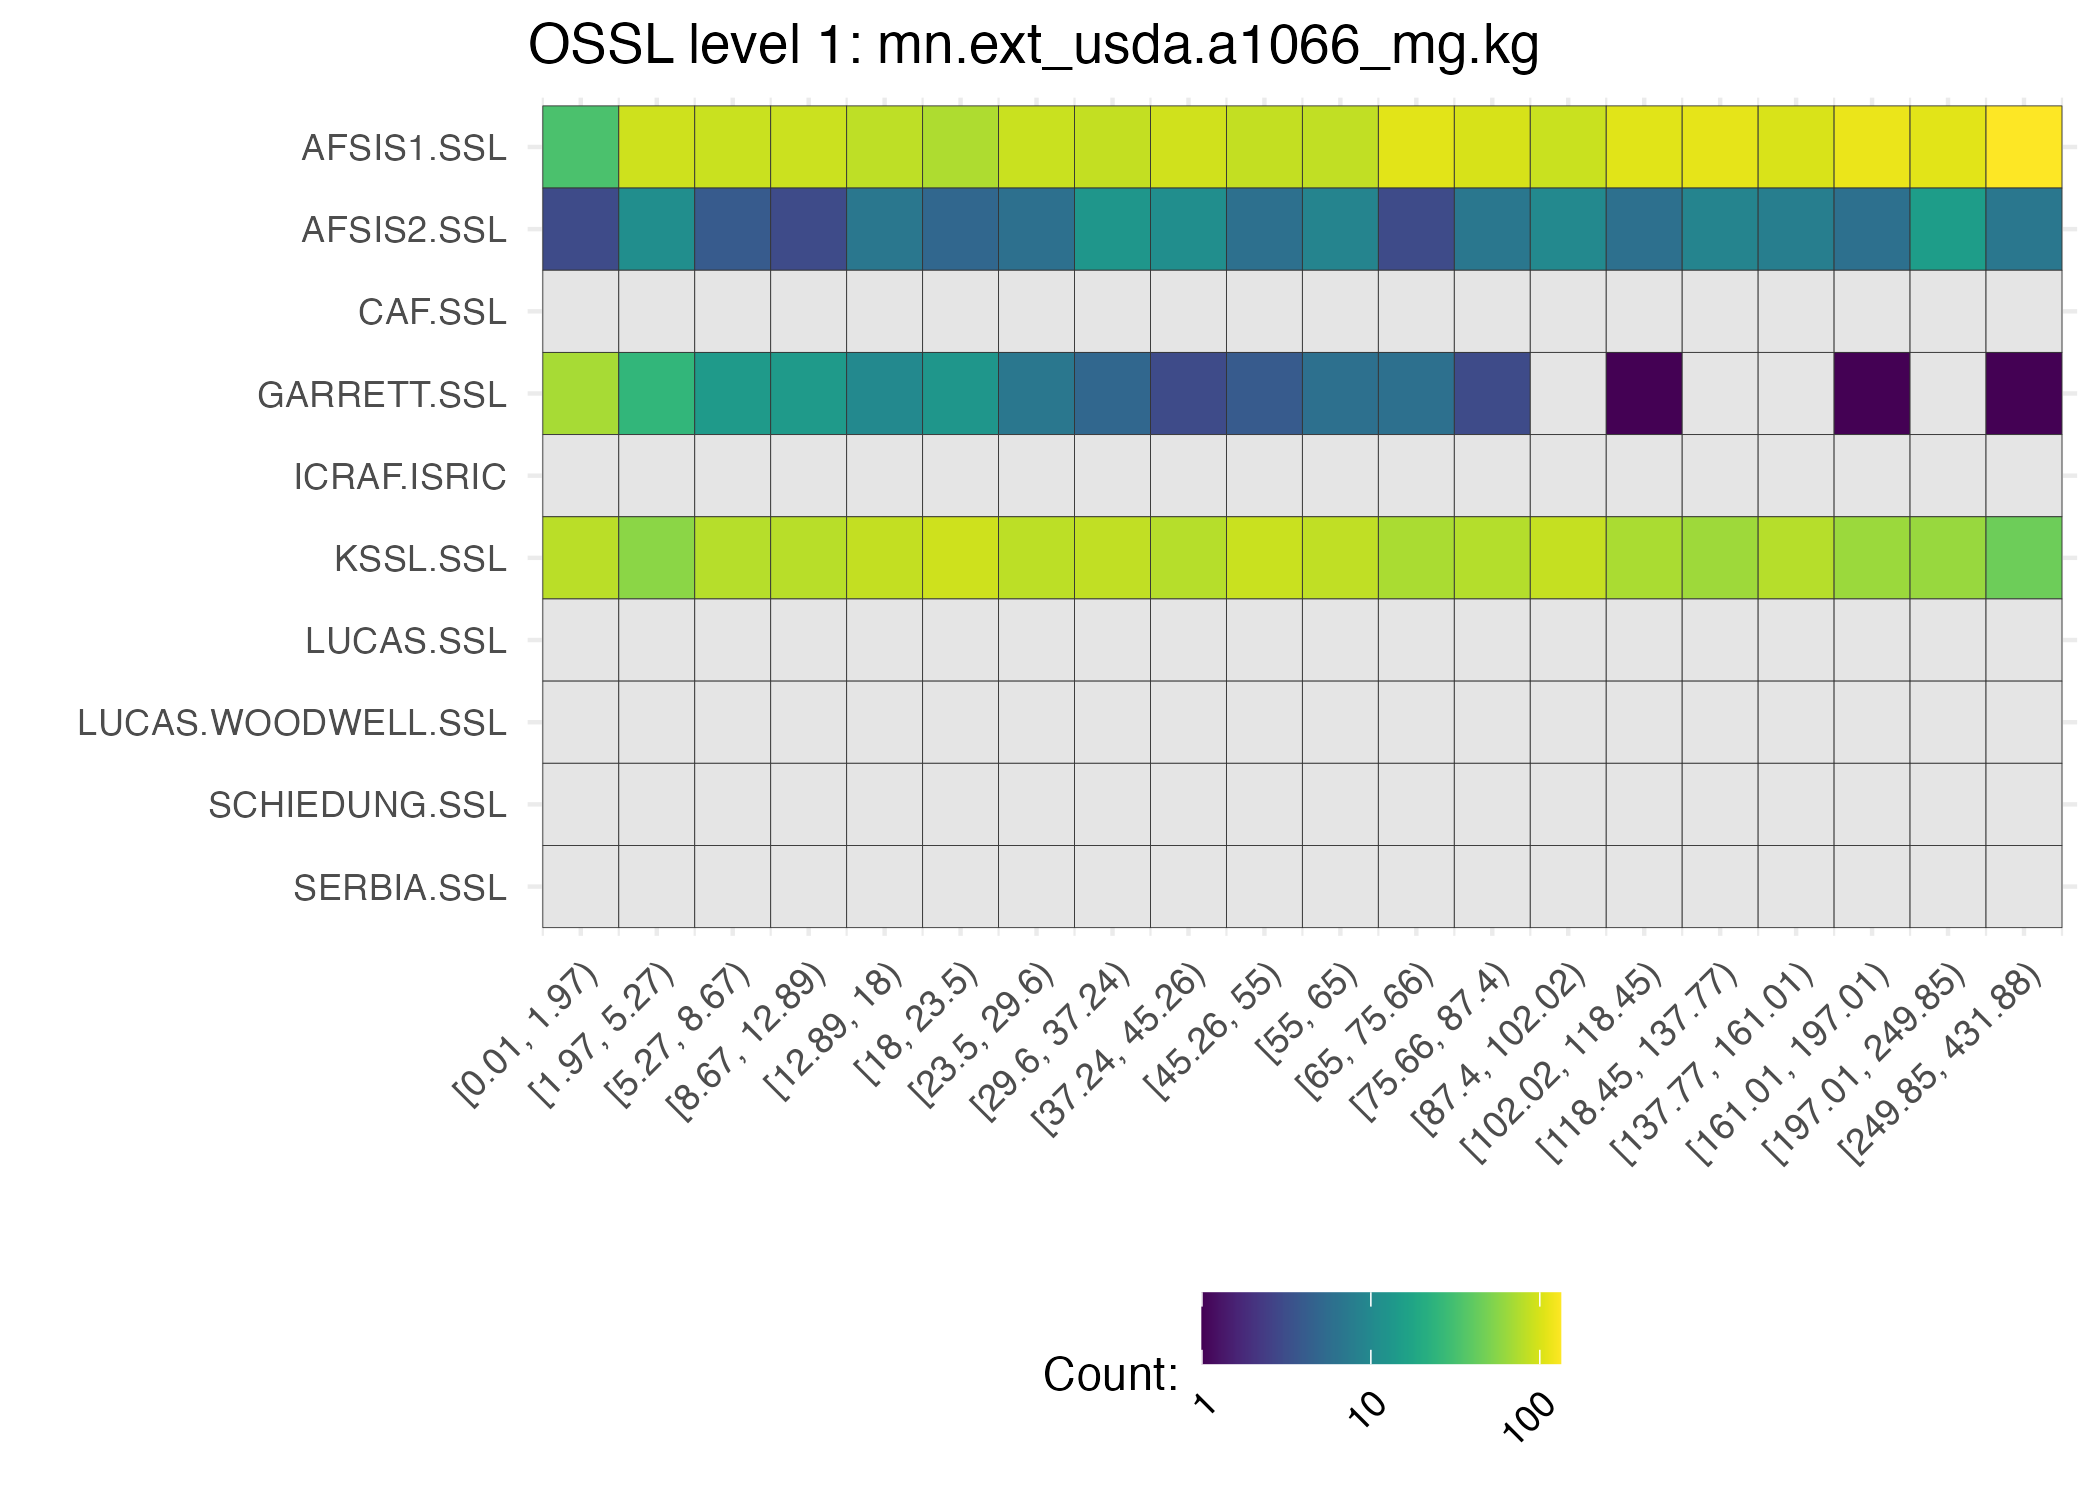 OSSL level 1: mn.ext_usda.a1066_mg.kg
AFSIS1.SSL
AFSIS2.SSL
CAF.SSL
GARRETT.SSL
ICRAF.ISRIC
KSSL.SSL
LUCAS.SSL
LUCAS.WOODWELL.SSL
SCHIEDUNG.SSL
SERBIA.SSL
[0.01, 1.97)
[1.97, 5.27)
[5.27, 8.67)
[8.67, 12.89)
[12.89, 18)
[18, 23.5)
[23.5, 29.6)
[29.6, 37.24)
[37.24, 45.26)
[45.26, 55)
[55, 65)
[65, 75.66)
[75.66, 87.4)
[87.4, 102.02)
[102.02, 118.45)
[118.45, 137.77)
[137.77, 161.01)
[161.01, 197.01)
[197.01, 249.85)
[249.85, 431.88)
Count:
1
10
100